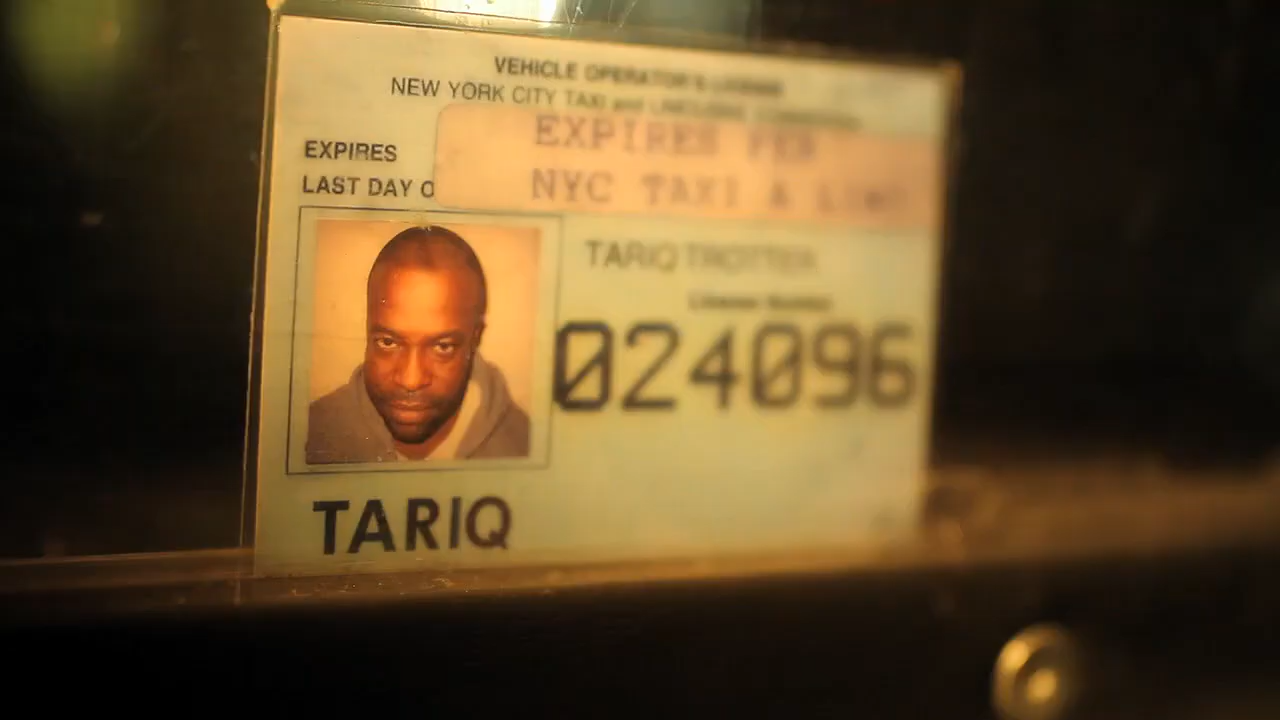 VEHICLE OPERATOR'S LICENSE
NEW YORK CITY TAXI and LIMOUSINE COMMISSION
EXPIRES FEB
NYC TAXI & LIM
EXPIRES
LAST DAY O
TARIQ TROTTER
License Number
024096
TARIQ